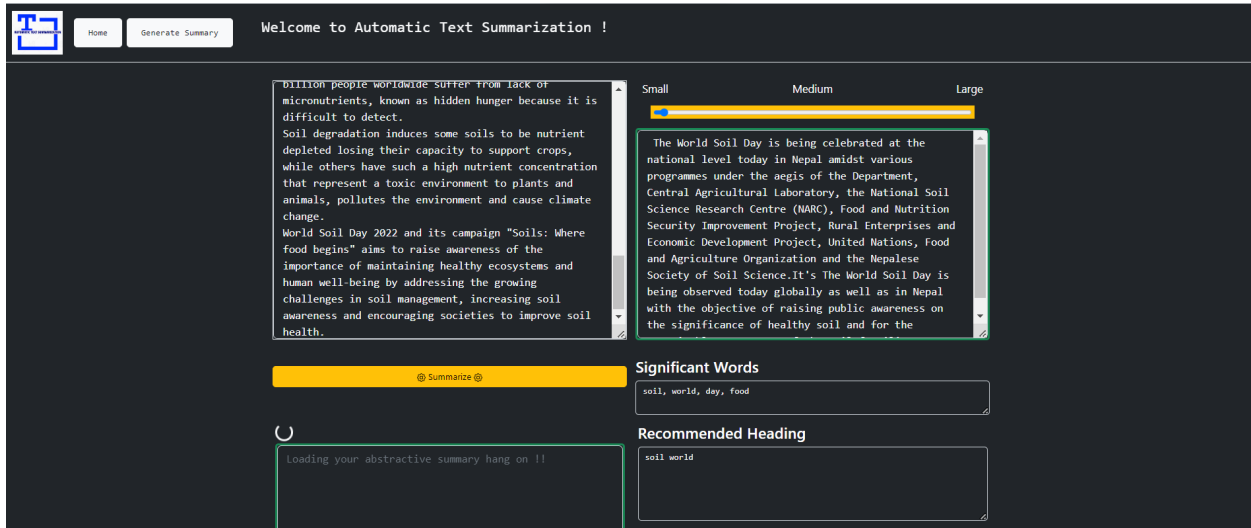 Home
Generate Summary
Welcome to Automatic Text Summarization !
billion people worldwide suffer from lack of
micronutrients, known as hidden hunger because it is
difficult to detect.
Soil degradation induces some soils to be nutrient
depleted losing their capacity to support crops,
while others have such a high nutrient concentration
that represent a toxic environment to plants and
animals, pollutes the environment and cause climate
change.
World Soil Day 2022 and its campaign "Soils: Where
food begins" aims to raise awareness of the
importance of maintaining healthy ecosystems and
human well-being by addressing the growing
challenges in soil management, increasing soil
awareness and encouraging societies to improve soil
health.
Small
Medium
Large
The World Soil Day is being celebrated at the
national level today in Nepal amidst various
programmes under the aegis of the Department,
Central Agricultural Laboratory, the National Soil
Science Research Centre (NARC), Food and Nutrition
Security Improvement Project, Rural Enterprises and
Economic Development Project, United Nations, Food
and Agriculture Organization and the Nepalese
Society of Soil Science.It's The World Soil Day is
being observed today globally as well as in Nepal
with the objective of raising public awareness on
the significance of healthy soil and for the
Summarize
Significant Words
soil, world, day, food
Loading your abstractive summary hang on !!
Recommended Heading
soil world